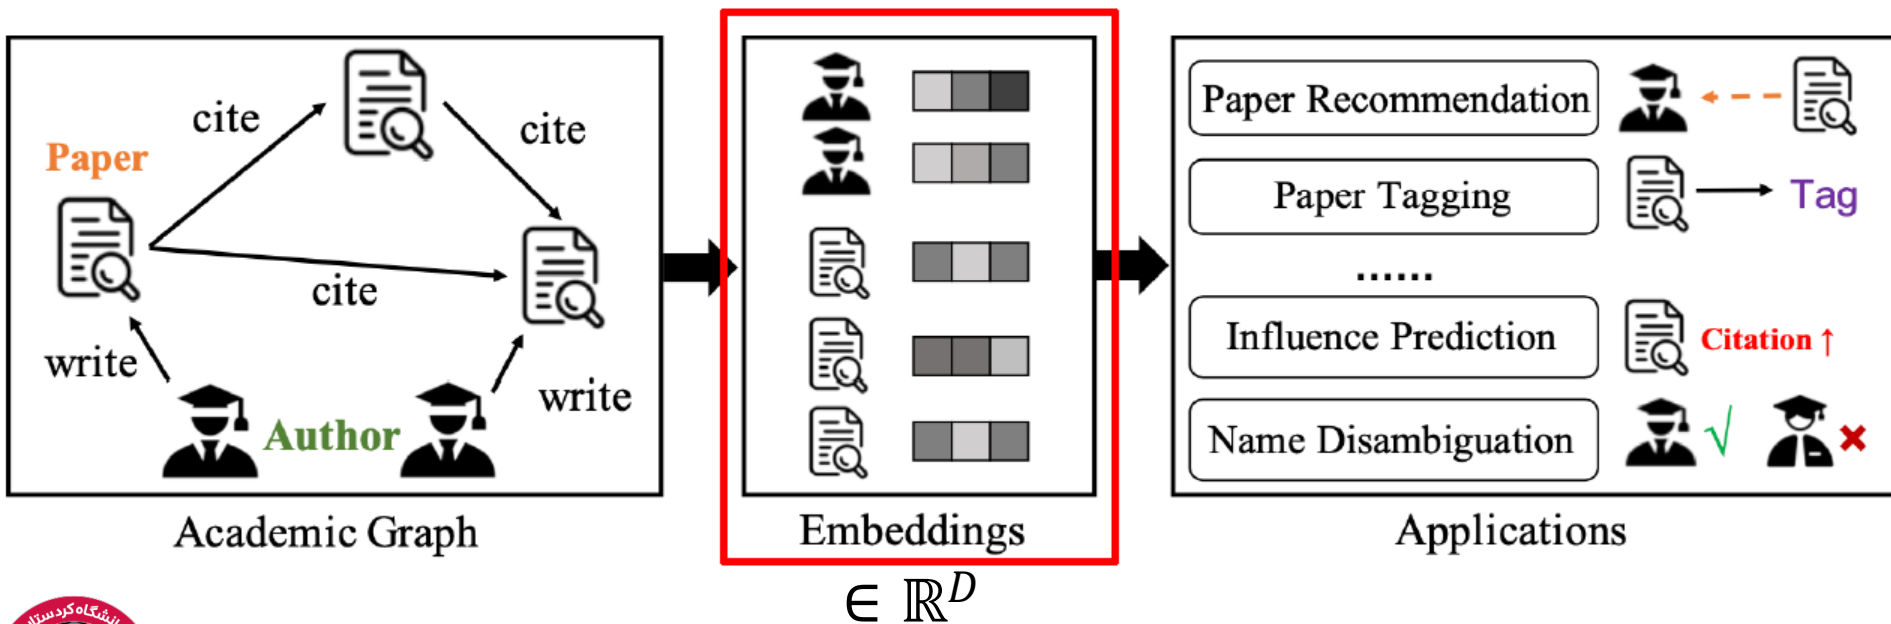 cite
cite
Paper
cite
write
write
Author
Academic Graph
Embeddings
∈ ℝ^D
Paper Recommendation
Paper Tagging
Tag
......
Influence Prediction
Citation ↑
Name Disambiguation
√
Applications